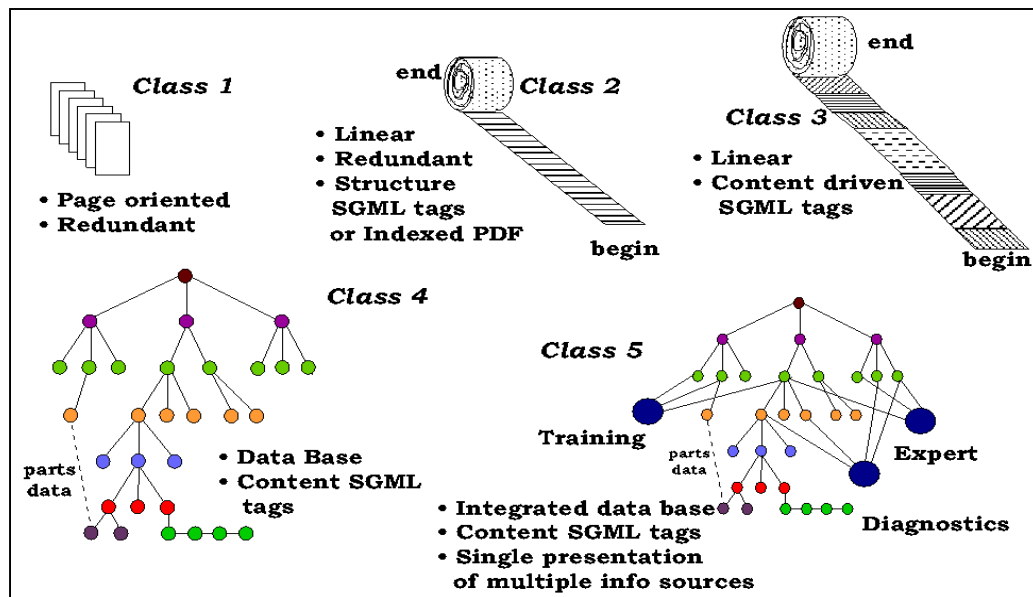 Class 1
• Page oriented
• Redundant
end
Class 2
• Linear
• Redundant
• Structure
SGML tags
or Indexed PDF
begin
end
Class 3
• Linear
• Content driven
SGML tags
begin
Class 4
parts
data
• Data Base
• Content SGML
tags
Class 5
Training
Expert
parts
data
Diagnostics
• Integrated data base
• Content SGML tags
• Single presentation
of multiple info sources